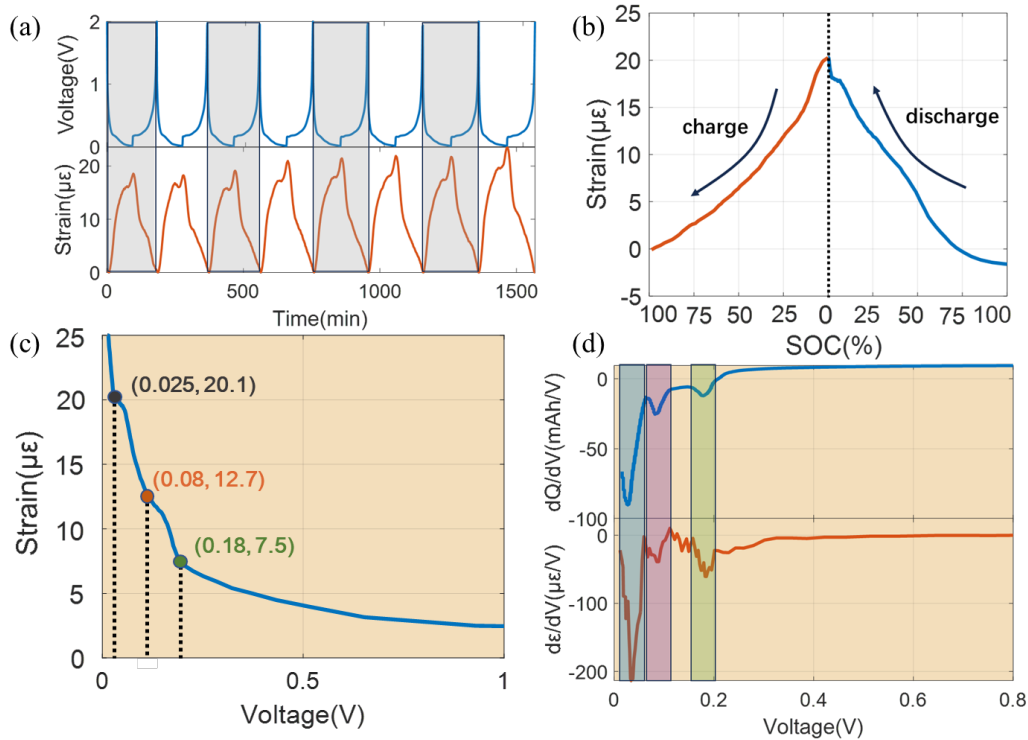 (a)
2
1
0
Voltage(V)
20
10
0
Strain(με)
0
500
1000
1500
Time(min)
(b)
25
20
15
10
5
0
-5
Strain(με)
charge
discharge
100 75 50 25 0 25 50 75 100
SOC(%)
(c)
25
20
15
10
5
0
Strain(με)
(0.025, 20.1)
(0.08, 12.7)
(0.18, 7.5)
0
0.5
1
Voltage(V)
(d)
0
-50
-100
dQ/dV(mAh/V)
0
-100
-200
dε/dV(με/V)
0
0.2
0.4
0.6
0.8
Voltage(V)